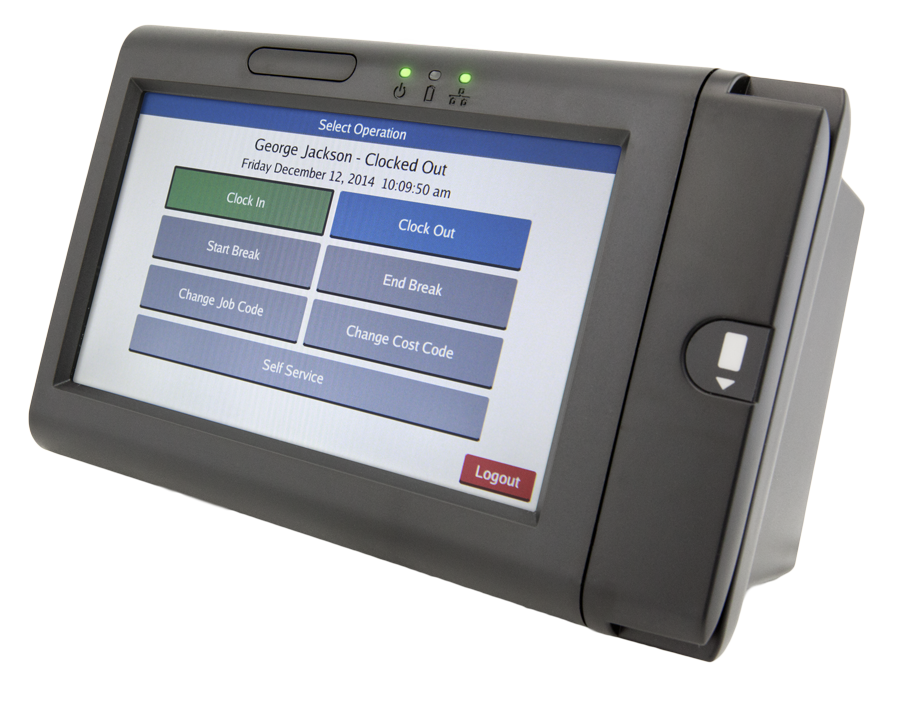 Select Operation
George Jackson - Clocked Out
Friday December 12, 2014 10:09:50 am
Clock In
Clock Out
Start Break
End Break
Change Job Code
Change Cost Code
Self Service
Logout